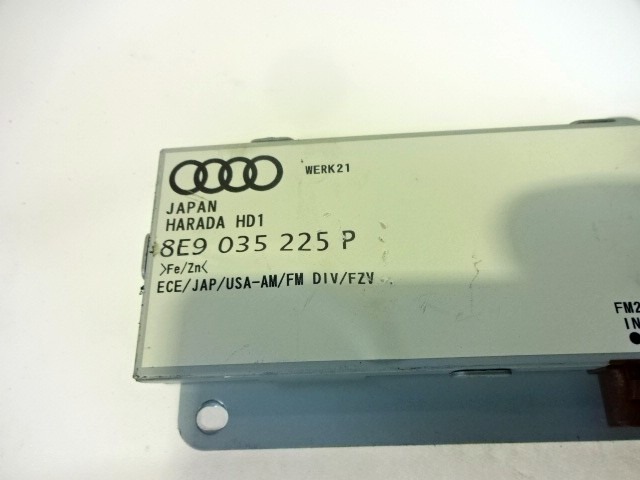 WERK21
JAPAN
HARADA HD1
8E9 035 225 P
>Fe/Zn<
ECE/JAP/USA-AM/FM DIV/FZV
FM2
IN